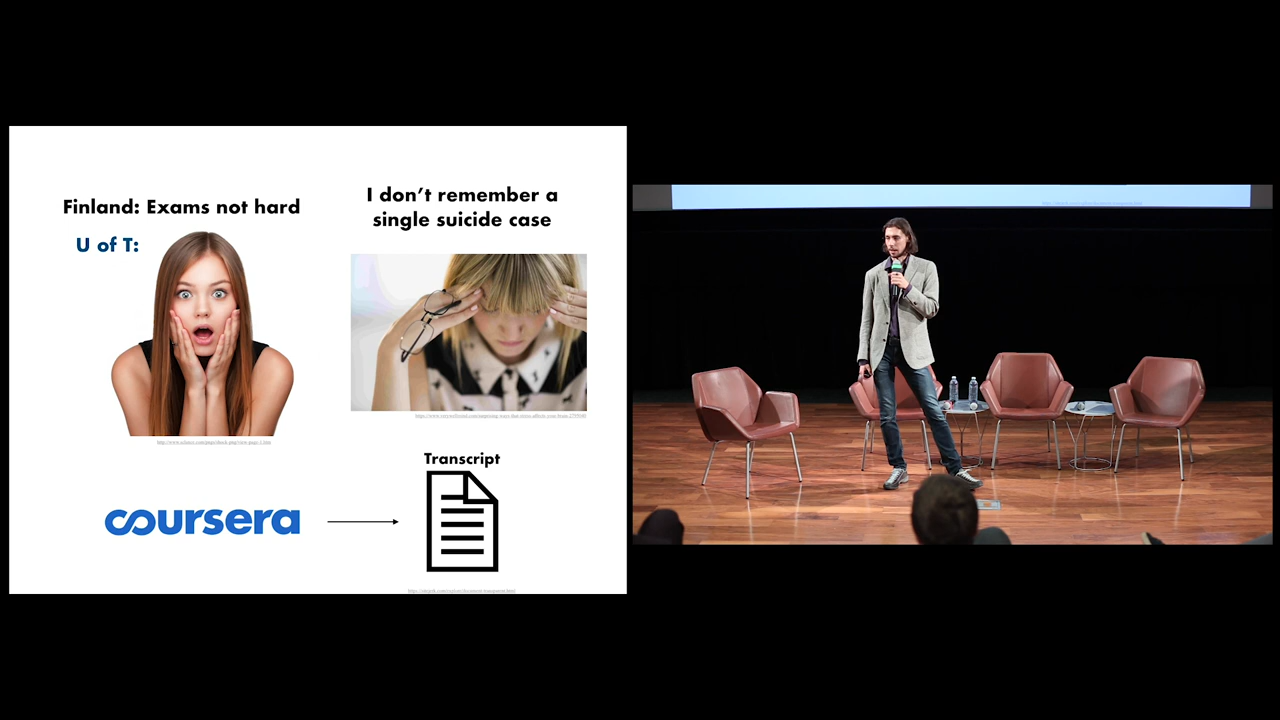 Finland: Exams not hard
U of T:
I don't remember a
single suicide case
Transcript
coursera